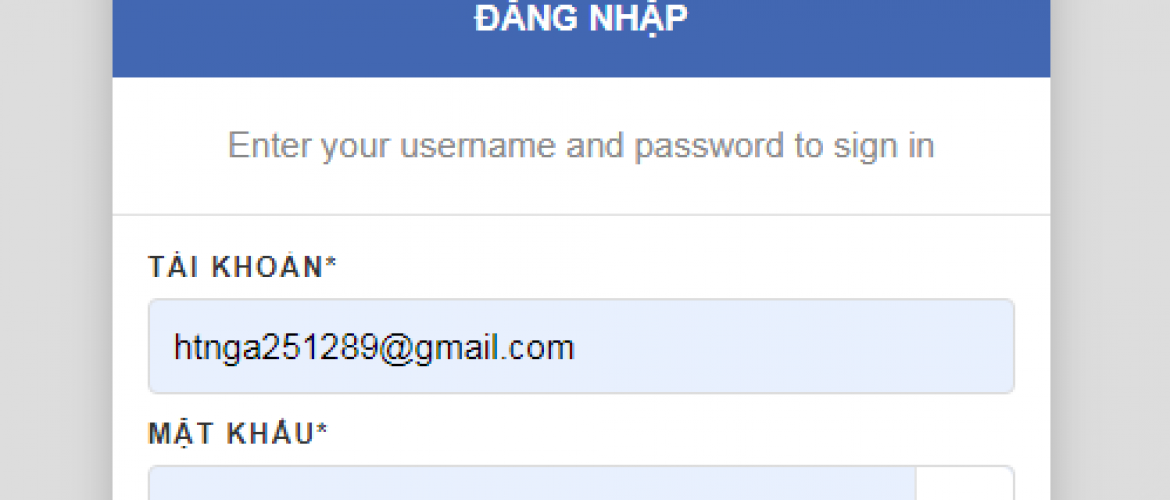 ĐĂNG NHẬP
Enter your username and password to sign in
TÀI KHOẢN*
htnga251289@gmail.com
MẬT KHẨU*